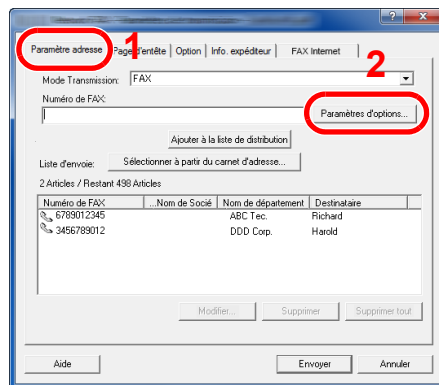 1
2
Paramètre adresse Page d'entête Option Info. expéditeur FAX Internet
Mode Transmission: FAX
Numéro de FAX:
Paramètres d'options...
Ajouter à la liste de distribution
Liste d'envoie: Sélectionner à partir du carnet d'adresse...
2 Articles / Restant 498 Articles
Numéro de FAX ...Nom de Socié Nom de département Destinataire
6789012345 ABC Tec. Richard
3456789012 DDD Corp. Harold
Modifier... Supprimer Supprimer tout
Aide Envoyer Annuler